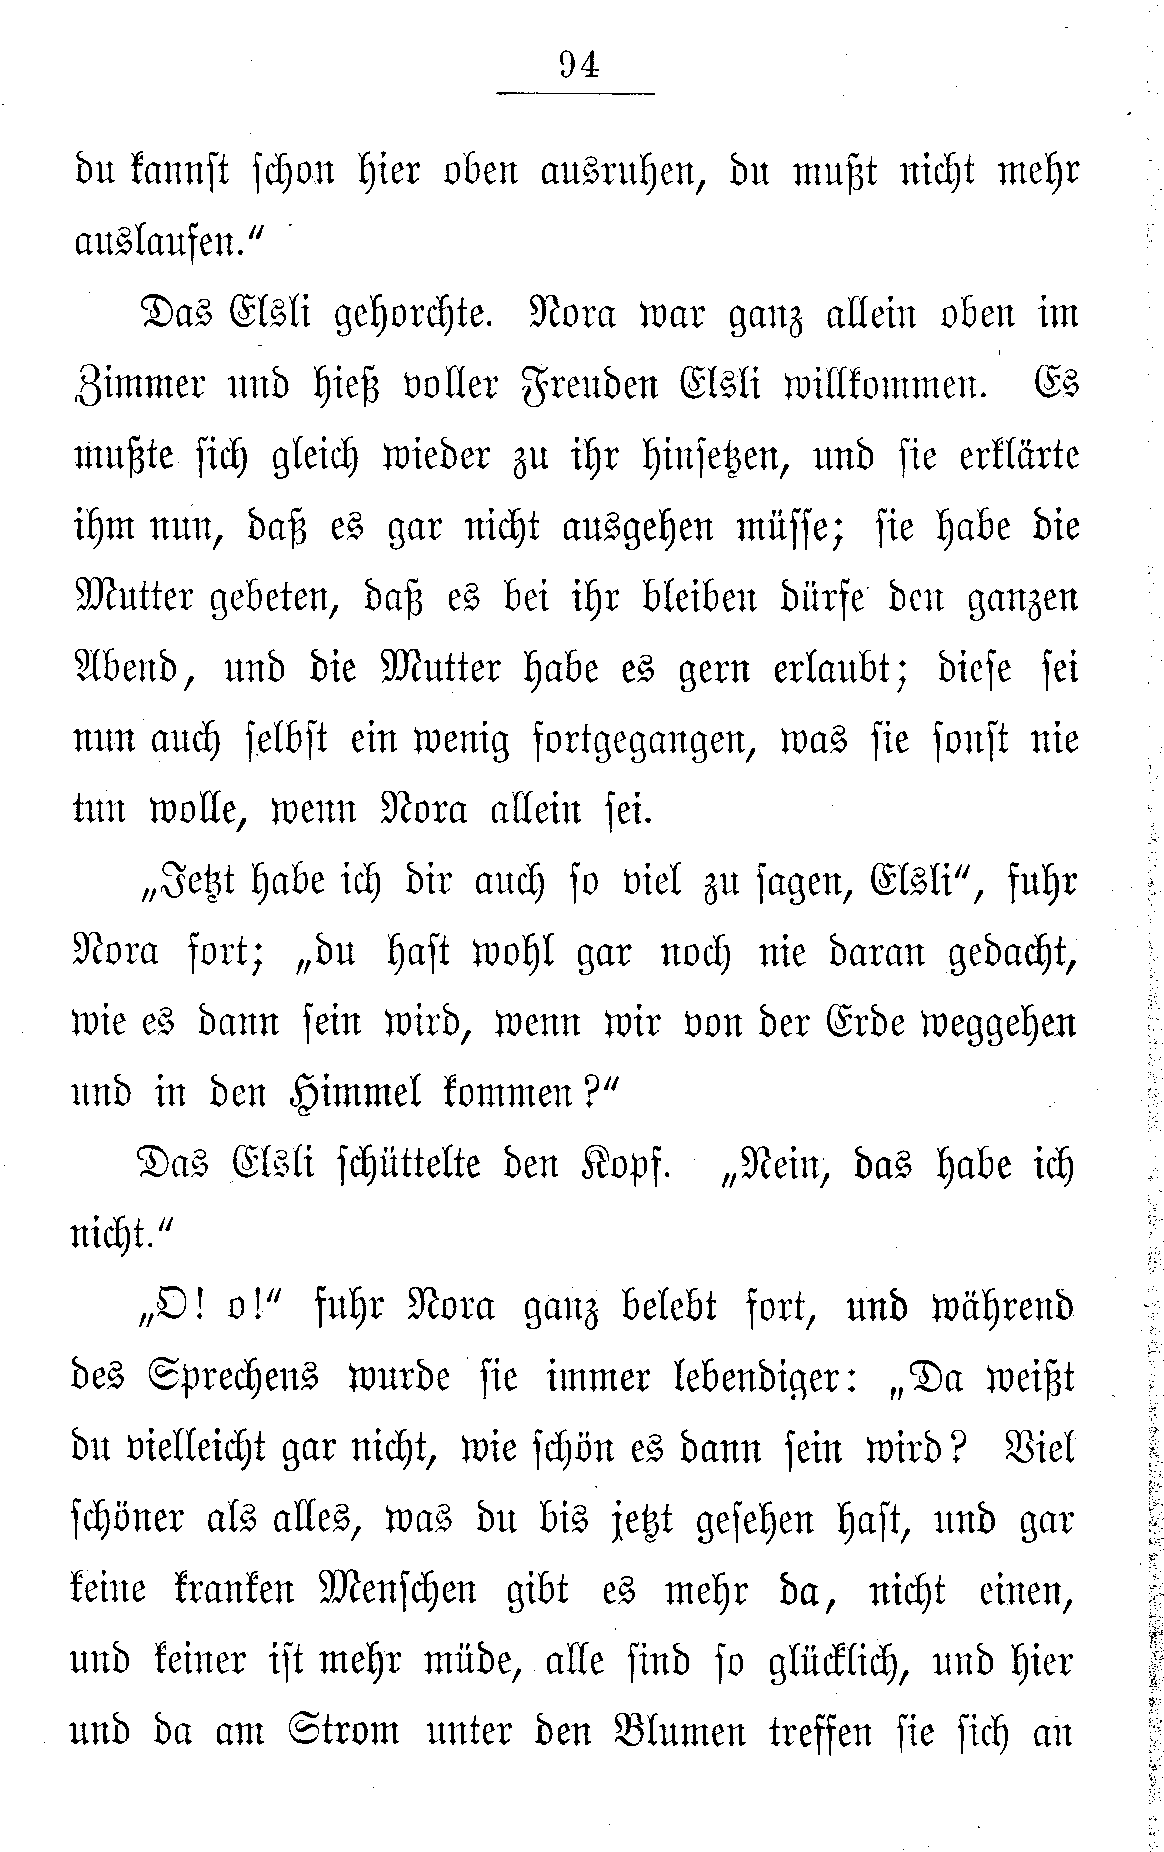 94
du kannst schon hier oben ausruhen, du mußt nicht mehr
auslaufen.“
Das Elsli gehorchte. Nora war ganz allein oben im
Zimmer und hieß voller Freuden Elsli willkommen. Es
mußte sich gleich wieder zu ihr hinsetzen, und sie erklärte
ihm nun, daß es gar nicht ausgehen müsse; sie habe die
Mutter gebeten, daß es bei ihr bleiben dürfe den ganzen
Abend, und die Mutter habe es gern erlaubt; diese sei
nun auch selbst ein wenig fortgegangen, was sie sonst nie
tun wolle, wenn Nora allein sei.
„Jetzt habe ich dir auch so viel zu sagen, Elsli“, fuhr
Nora fort; „du hast wohl gar noch nie daran gedacht,
wie es dann sein wird, wenn wir von der Erde weggehen
und in den Himmel kommen?“
Das Elsli schüttelte den Kopf. „Nein, das habe ich
nicht.“
„O! o!“ fuhr Nora ganz belebt fort, und während
des Sprechens wurde sie immer lebendiger: „Da weißt
du vielleicht gar nicht, wie schön es dann sein wird? Viel
schöner als alles, was du bis jetzt gesehen hast, und gar
keine kranken Menschen gibt es mehr da, nicht einen,
und keiner ist mehr müde, alle sind so glücklich, und hier
und da am Strom unter den Blumen treffen sie sich an